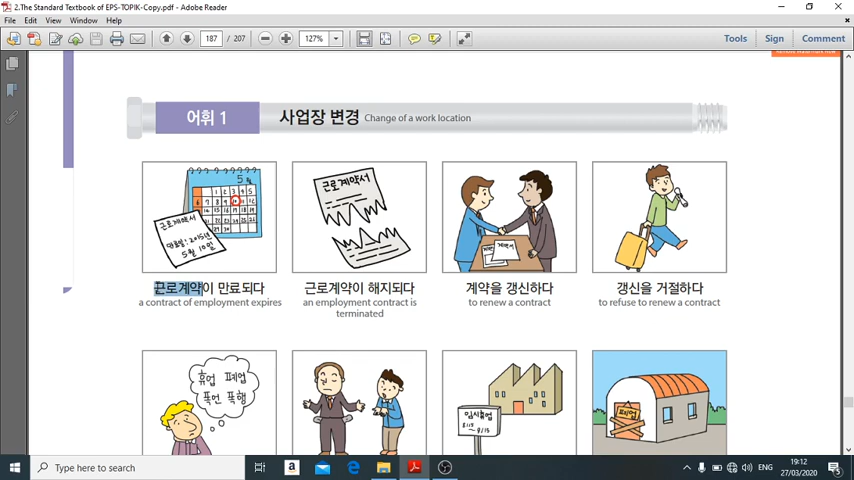 2.The Standard Textbook of EPS-TOPIK-Copy.pdf - Adobe Reader
File Edit View Window Help
187 / 207 127% Tools Sign Comment
어휘 1 사업장 변경 Change of a work location
5월
근로계약서
만료일: 2015년
5월 10일
근로계약서
계약서
근로계약이 만료되다
a contract of employment expires
근로계약이 해지되다
an employment contract is
terminated
계약을 갱신하다
to renew a contract
갱신을 거절하다
to refuse to renew a contract
휴업 폐업
폭언 폭행
임시휴업
8/15 ~ 9/15
폐업
Type here to search
ENG
19:12
27/03/2020
5